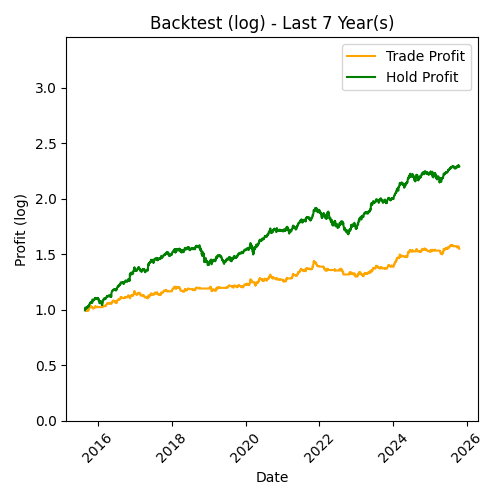 Backtest (log) - Last 7 Year(s)
Trade Profit
Hold Profit
Profit (log)
3.0
2.5
2.0
1.5
1.0
0.5
0.0
2016
2018
2020
2022
2024
2026
Date